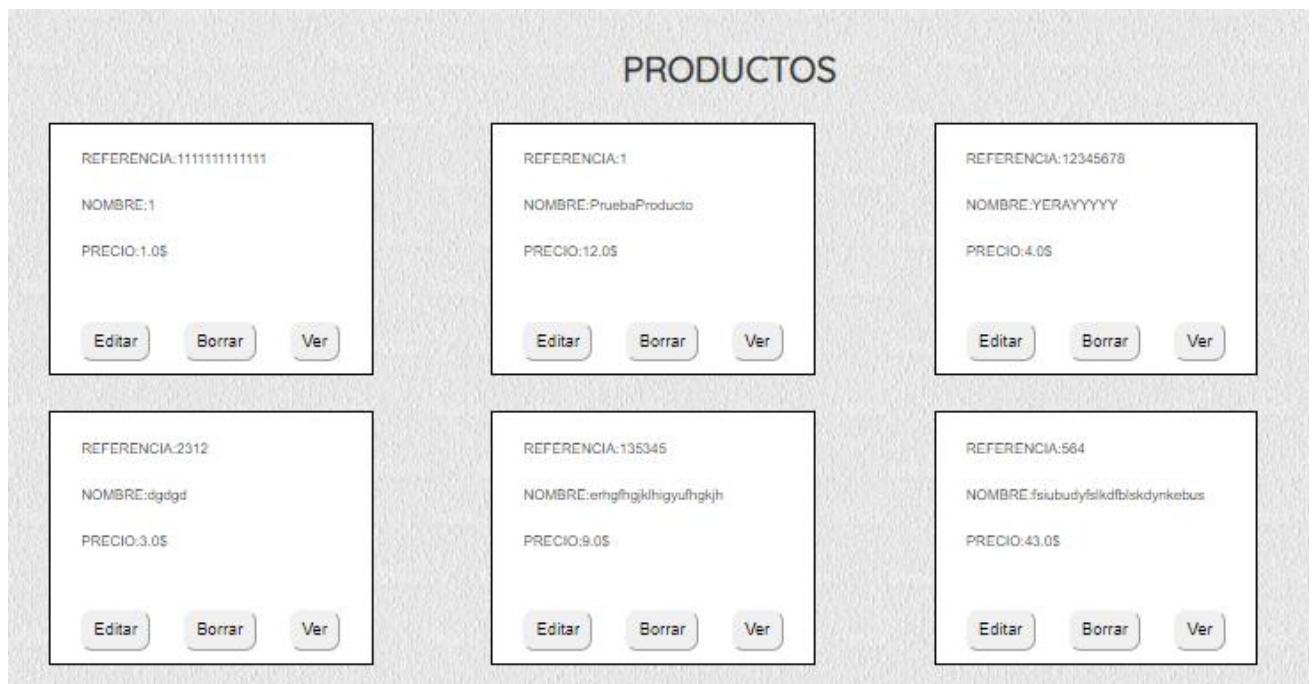 PRODUCTOS
REFERENCIA:1111111111111
NOMBRE:1
PRECIO:1.0$
Editar Borrar Ver
REFERENCIA:1
NOMBRE:PruebaProducto
PRECIO:12.0$
Editar Borrar Ver
REFERENCIA:12345678
NOMBRE:YERAYYYYY
PRECIO:4.0$
Editar Borrar Ver
REFERENCIA:2312
NOMBRE:dgdgd
PRECIO:3.0$
Editar Borrar Ver
REFERENCIA:135345
NOMBRE:erhgfhgjklhigyufhgkjh
PRECIO:9.0$
Editar Borrar Ver
REFERENCIA:564
NOMBRE:fsiubudyfslkdfblskdynkebus
PRECIO:43.0$
Editar Borrar Ver